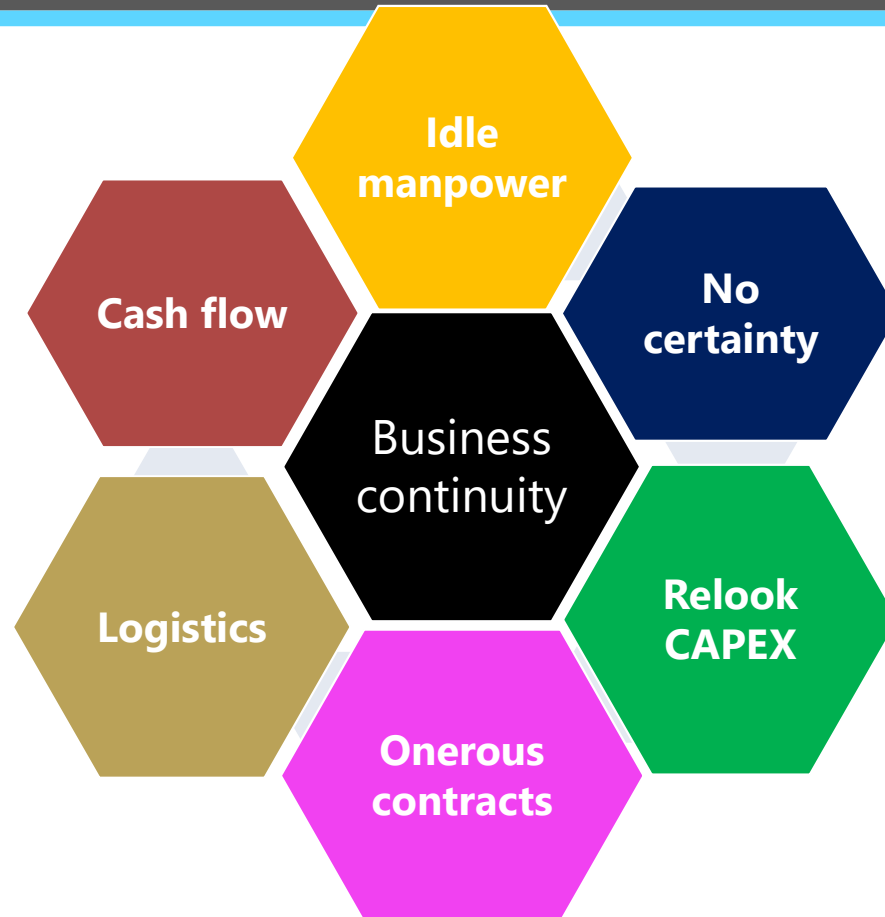 Idle
manpower
Cash flow
No
certainty
Business
continuity
Relook
CAPEX
Logistics
Onerous
contracts